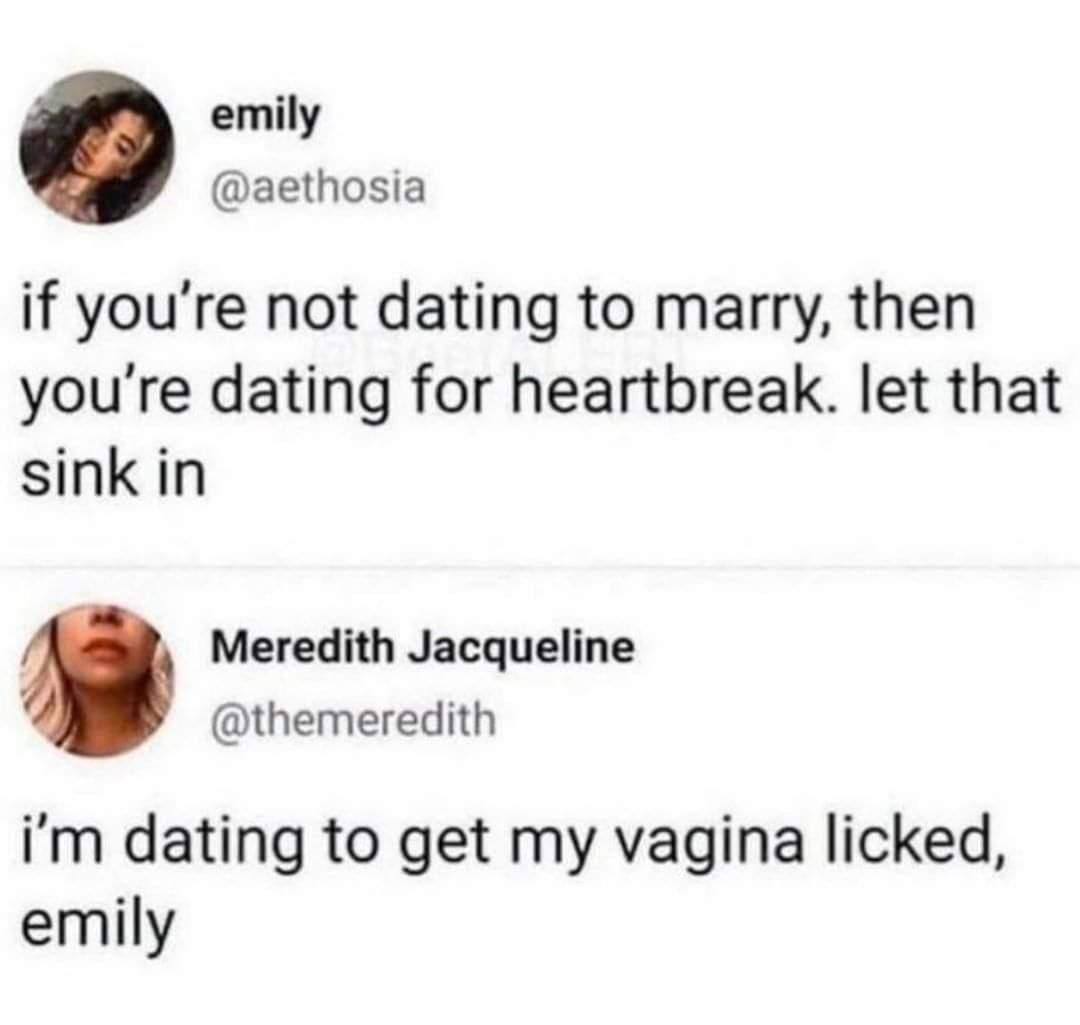 emily
@aethosia
if you're not dating to marry, then
you're dating for heartbreak. let that
sink in
Meredith Jacqueline
@themeredith
i'm dating to get my vagina licked,
emily